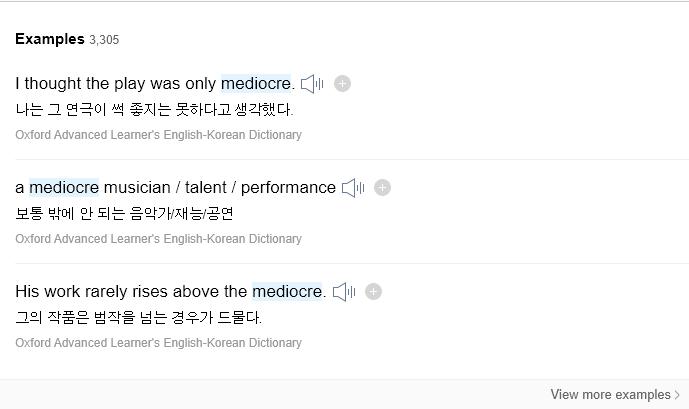 Examples 3,305
I thought the play was only mediocre.
나는 그 연극이 썩 좋지는 못하다고 생각했다.
Oxford Advanced Learner's English-Korean Dictionary
a mediocre musician / talent / performance
보통 밖에 안 되는 음악가/재능/공연
Oxford Advanced Learner's English-Korean Dictionary
His work rarely rises above the mediocre.
그의 작품은 범작을 넘는 경우가 드물다.
Oxford Advanced Learner's English-Korean Dictionary
View more examples